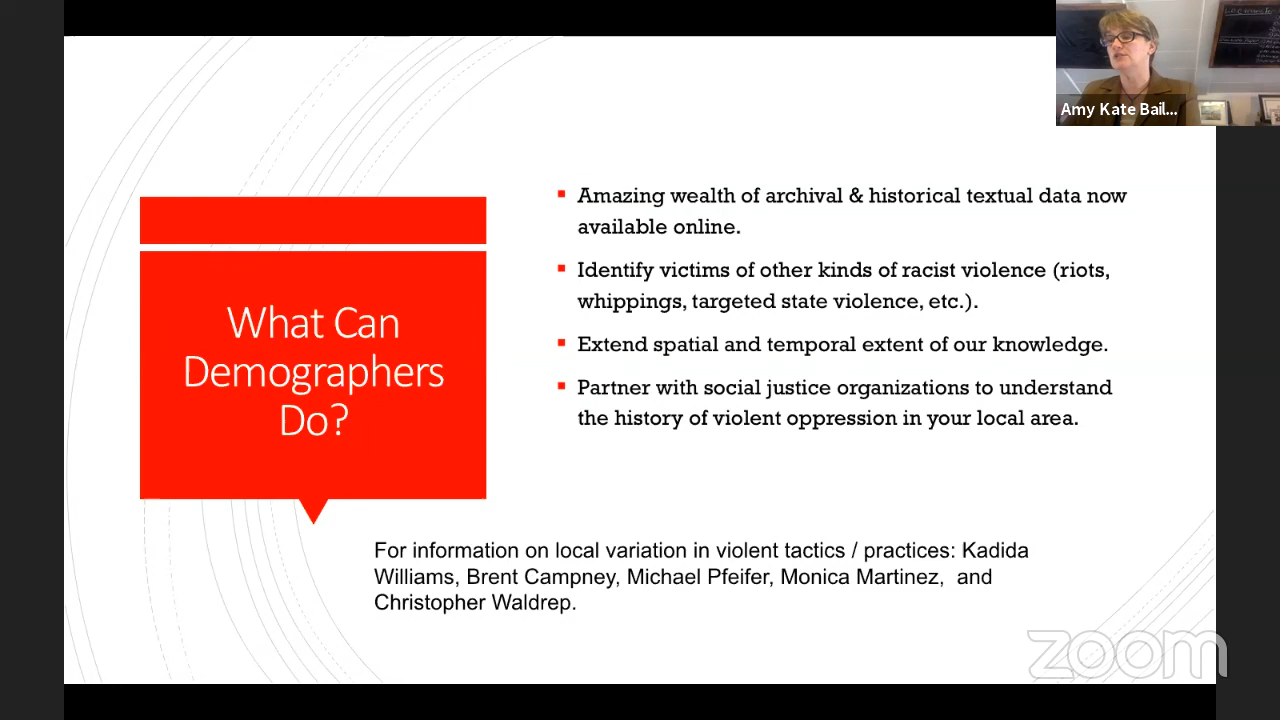 Amy Kate Bail...
What Can
Demographers
Do?
Amazing wealth of archival & historical textual data now
available online.
Identify victims of other kinds of racist violence (riots,
whippings, targeted state violence, etc.).
Extend spatial and temporal extent of our knowledge.
Partner with social justice organizations to understand
the history of violent oppression in your local area.
For information on local variation in violent tactics / practices: Kadida
Williams, Brent Campney, Michael Pfeifer, Monica Martinez, and
Christopher Waldrep.
zoom